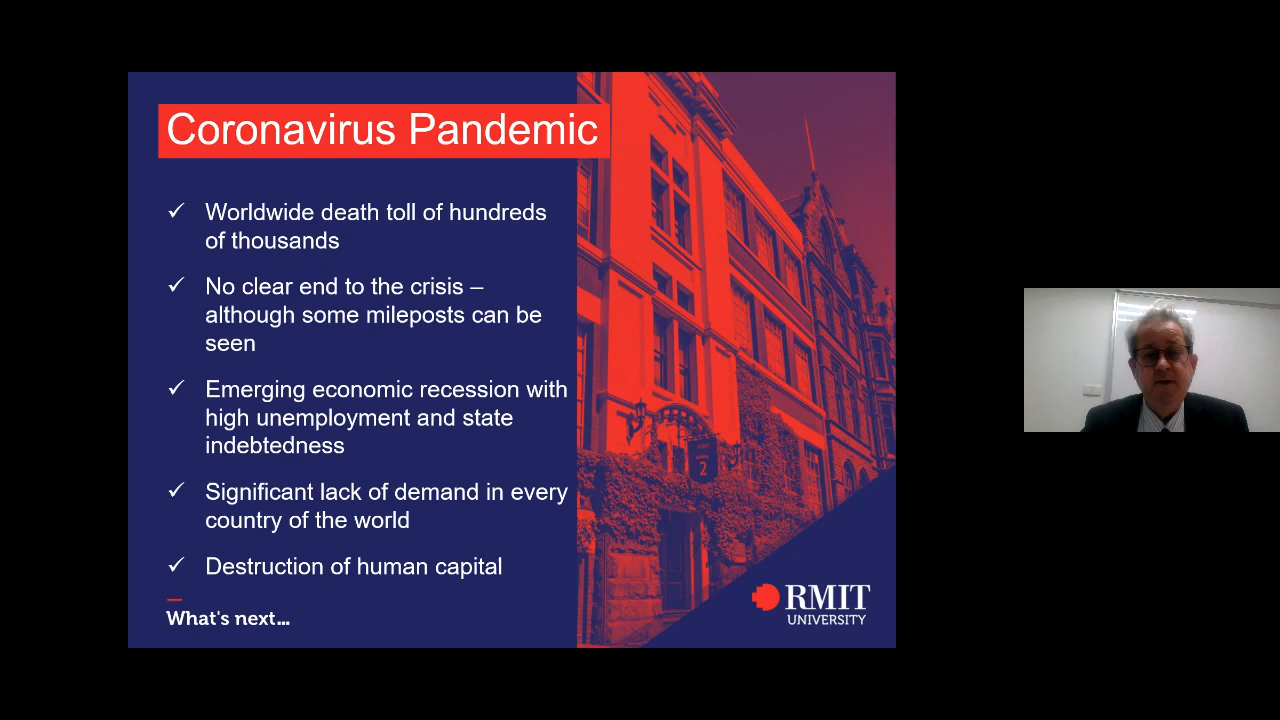 Coronavirus Pandemic
Worldwide death toll of hundreds
of thousands
No clear end to the crisis –
although some mileposts can be
seen
Emerging economic recession with
high unemployment and state
indebtedness
Significant lack of demand in every
country of the world
Destruction of human capital
What's next...
2
RMIT
UNIVERSITY